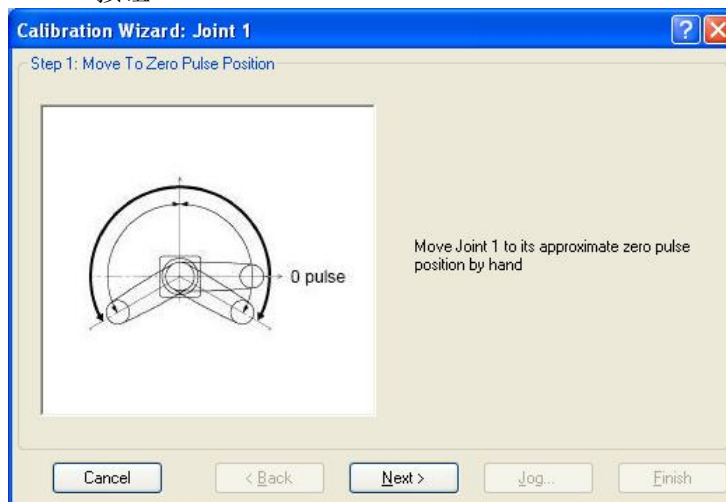 Calibration Wizard: Joint 1
Step 1: Move To Zero Pulse Position
0 pulse
Move Joint 1 to its approximate zero pulse
position by hand
Cancel
< Back
Next >
Jog...
Finish